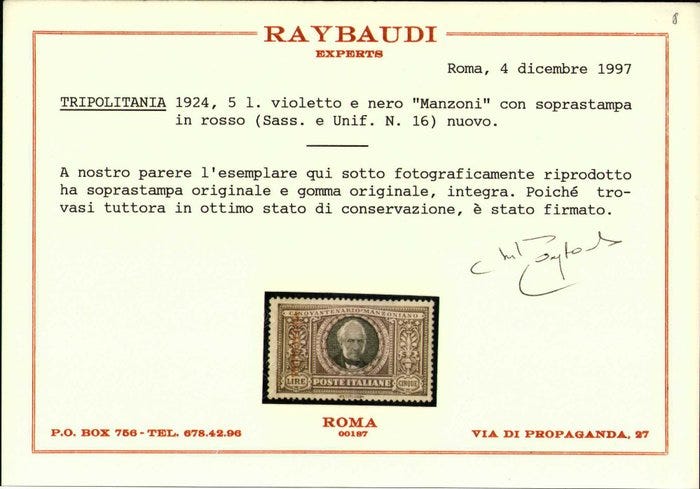 8
RAYBAUDI
EXPERTS
Roma, 4 dicembre 1997
TRIPOLITANIA 1924, 5 l. violetto e nero "Manzoni" con soprastampa
in rosso (Sass. e Unif. N. 16) nuovo.
A nostro parere l'esemplare qui sotto fotograficamente riprodotto
ha soprastampa originale e gomma originale, integra. Poiché tro-
vasi tuttora in ottimo stato di conservazione, è stato firmato.
CINQVANTENARIO MANZONIANO
LIRE POSTE ITALIANE CINQUE
ROMA
00187
P.O. BOX 756 - TEL. 678.42.96
VIA DI PROPAGANDA, 27